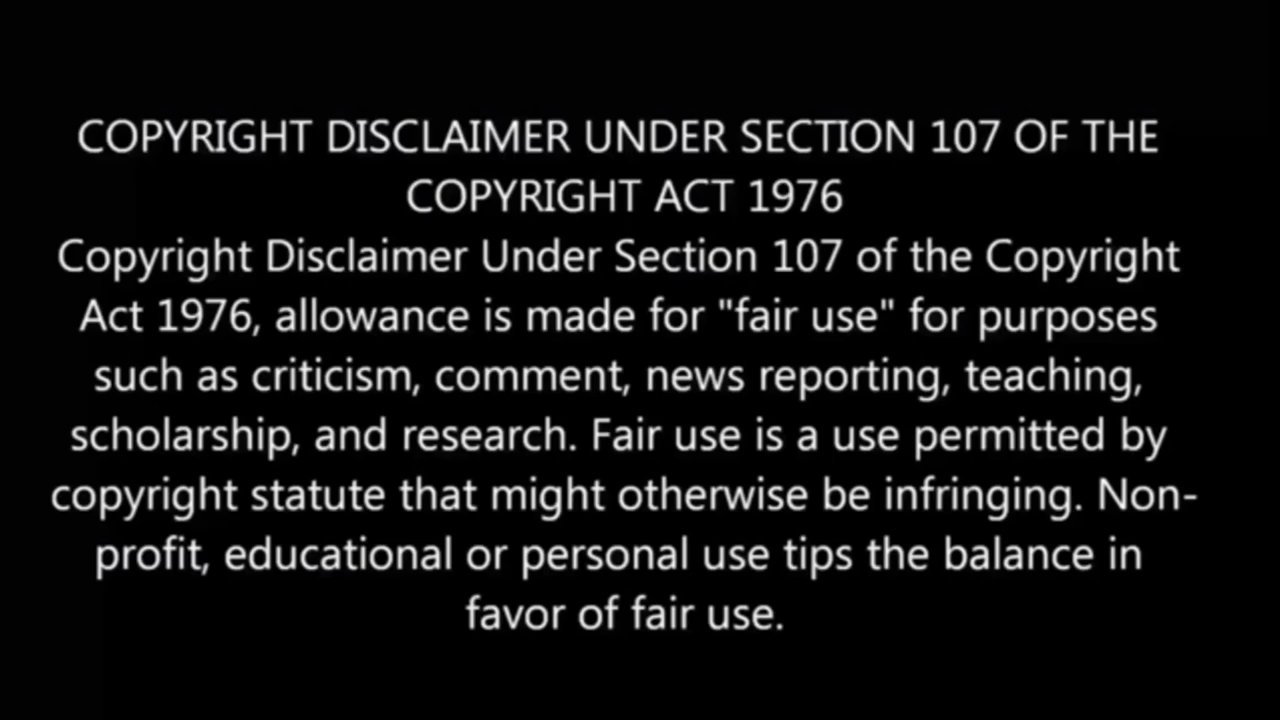 COPYRIGHT DISCLAIMER UNDER SECTION 107 OF THE
COPYRIGHT ACT 1976
Copyright Disclaimer Under Section 107 of the Copyright
Act 1976, allowance is made for "fair use" for purposes
such as criticism, comment, news reporting, teaching,
scholarship, and research. Fair use is a use permitted by
copyright statute that might otherwise be infringing. Non-
profit, educational or personal use tips the balance in
favor of fair use.